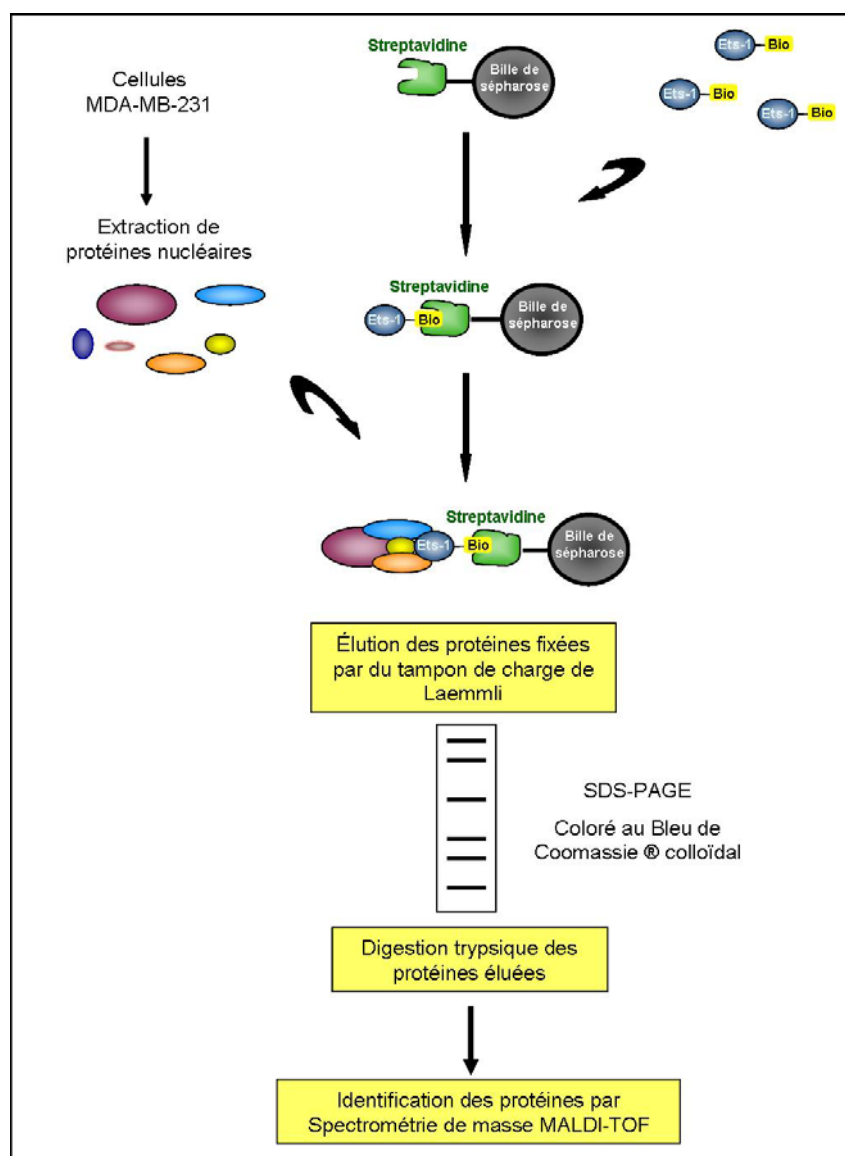 Streptavidine
Bille de
sépharose
Ets-1 Bio
Ets-1 Bio
Ets-1 Bio
Cellules
MDA-MB-231
Extraction de
protéines nucléaires
Streptavidine
Ets-1 Bio
Bille de
sépharose
Streptavidine
Ets-1 Bio
Bille de
sépharose
Élution des protéines fixées
par du tampon de charge de
Laemmli
SDS-PAGE
Coloré au Bleu de
Coomassie ® colloïdal
Digestion trypsique des
protéines éluées
Identification des protéines par
Spectrométrie de masse MALDI-TOF